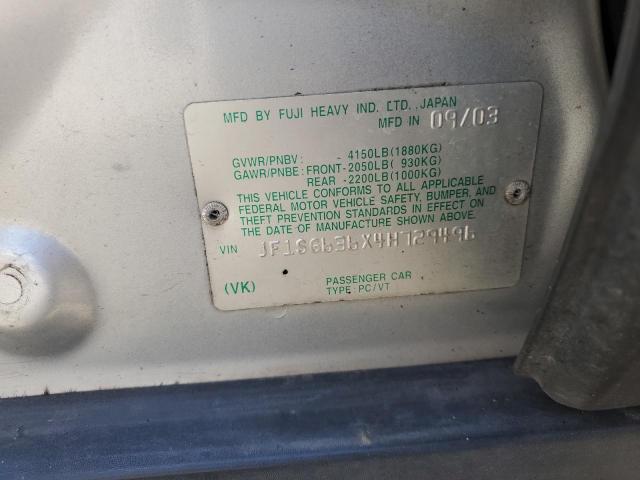 MFD BY FUJI HEAVY IND. LTD., JAPAN
MFD IN 09/03
GVWR/PNBV : 4150LB(1880KG)
GAWR/PNBE : FRONT-2050LB( 930KG)
REAR -2200LB(1000KG)
THIS VEHICLE CONFORMS TO ALL APPLICABLE
FEDERAL MOTOR VEHICLE SAFETY, BUMPER, AND
THEFT PREVENTION STANDARDS IN EFFECT ON
THE DATE OF MANUFACTURE SHOWN ABOVE.
VIN JF1SG636X4H729496
(VK) PASSENGER CAR
TYPE: PC/VT